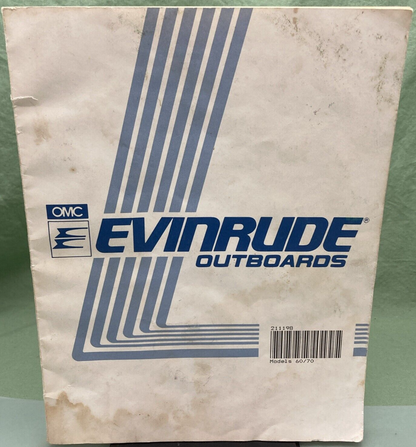 OMC
EVINRUDE®
OUTBOARDS
211198
Models 60/70